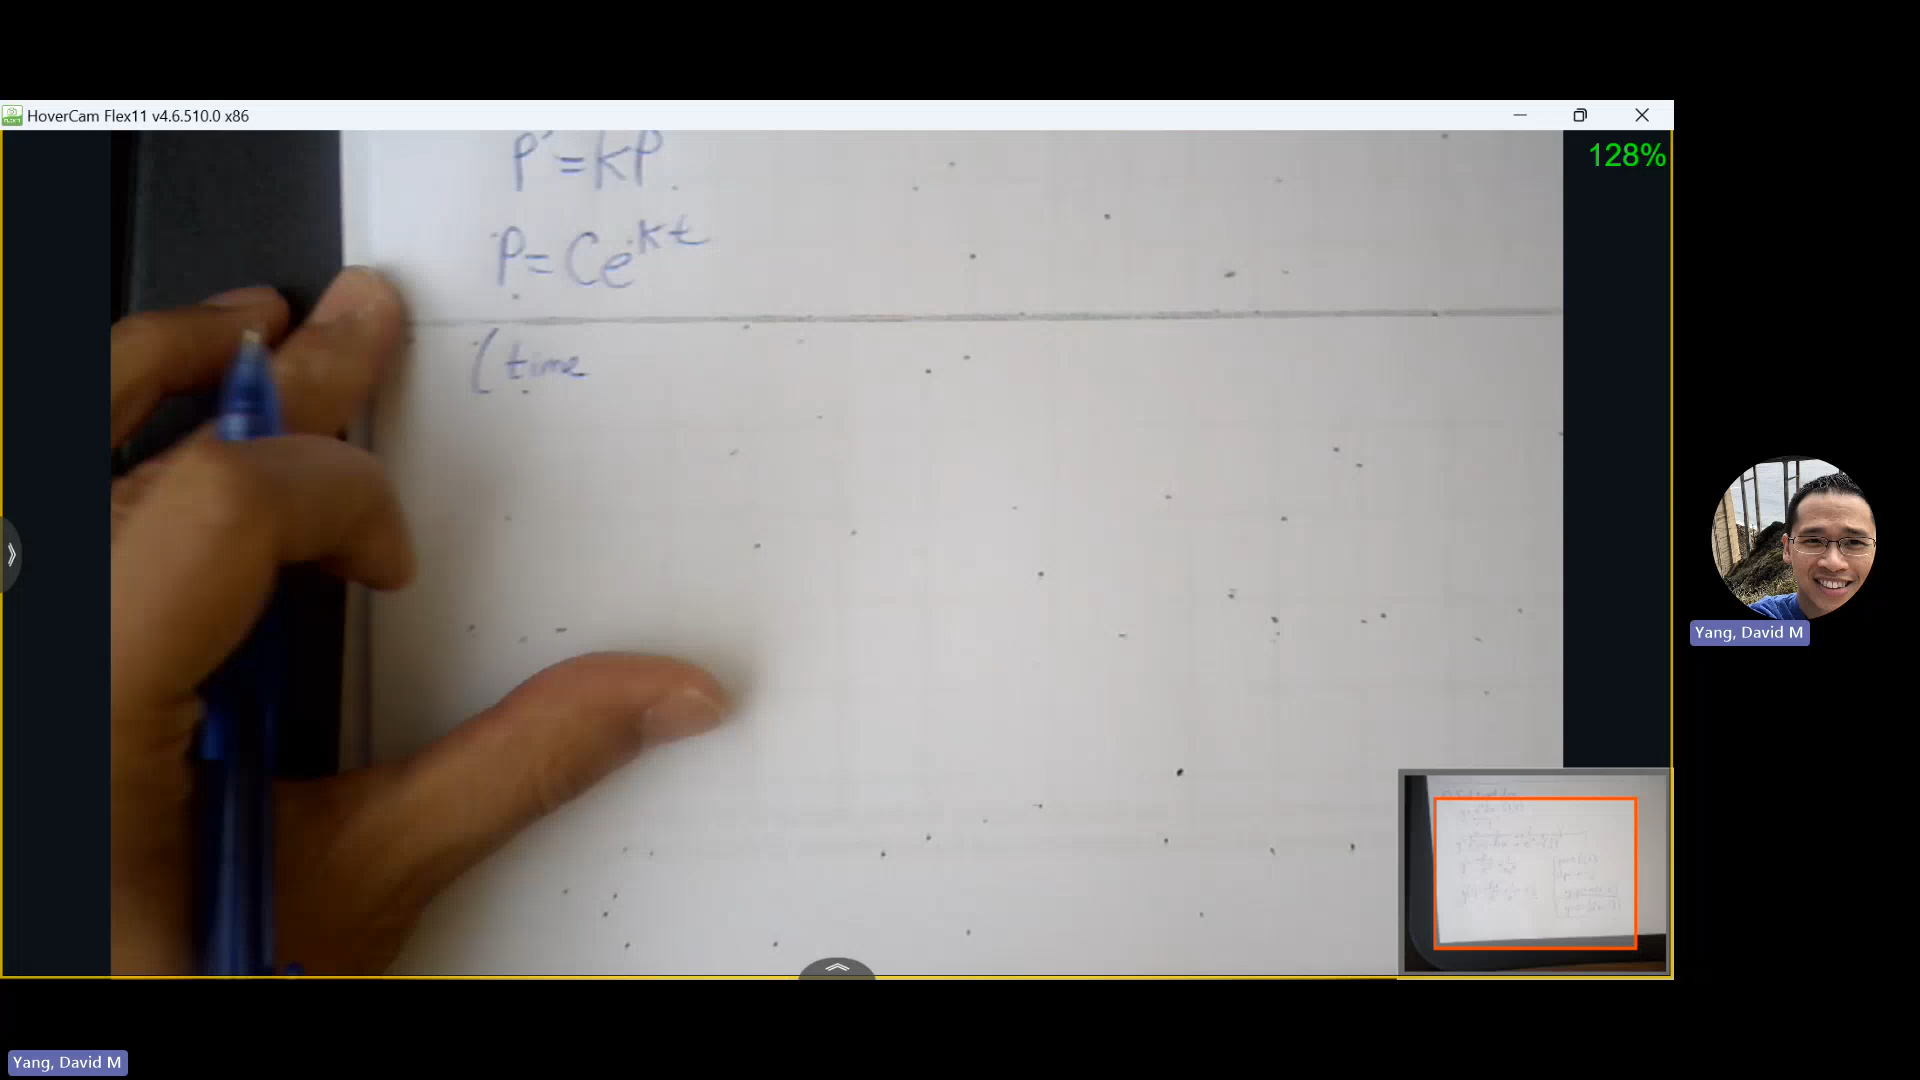 HoverCam Flex11 v4.6.510.0 x86
128%
P' = kP
P = Ce^kt
(time
Yang, David M
Yang, David M